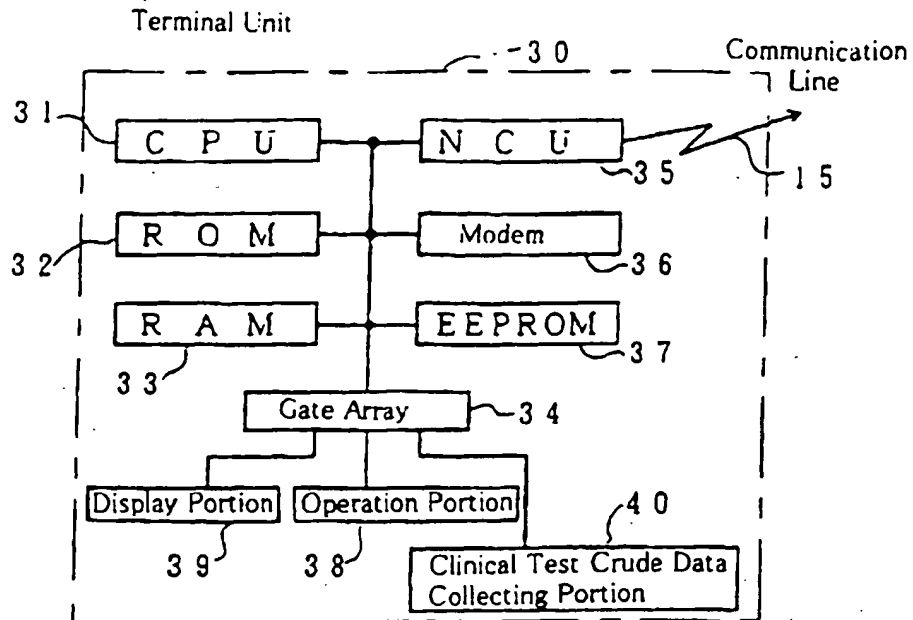 Terminal Unit
30
Communication
Line
31
CPU
NCU
35
15
32
ROM
Modem
36
RAM
EEPROM
33
37
Gate Array
34
Display Portion
Operation Portion
39
38
40
Clinical Test Crude Data
Collecting Portion